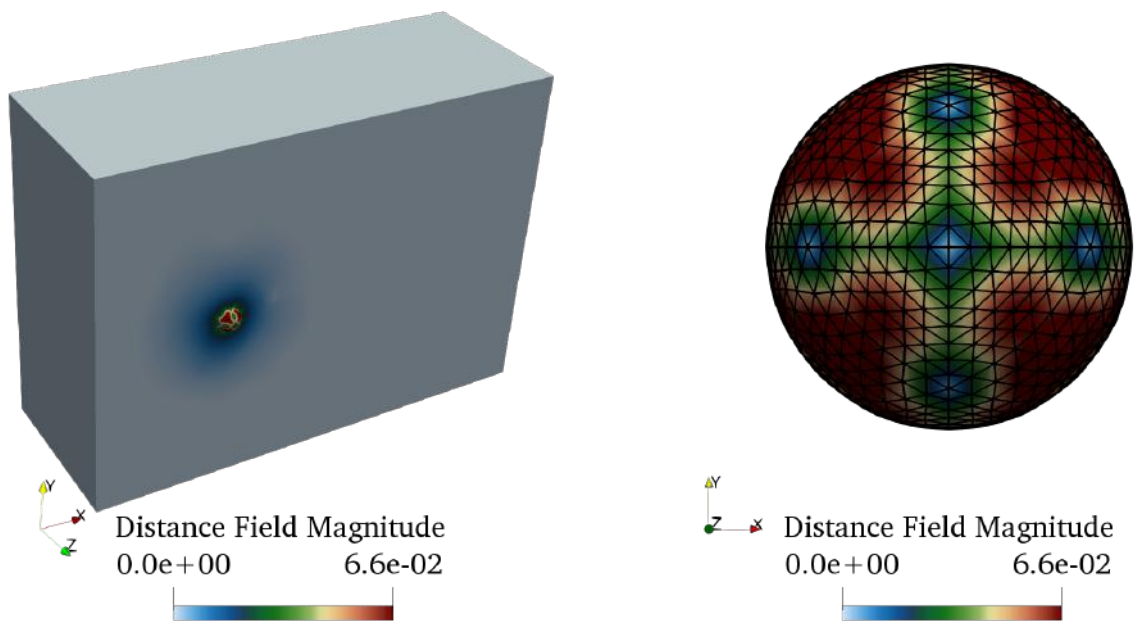 Y
X
Z
Distance Field Magnitude
0.0e+00 6.6e-02
Y
Z X
Distance Field Magnitude
0.0e+00 6.6e-02